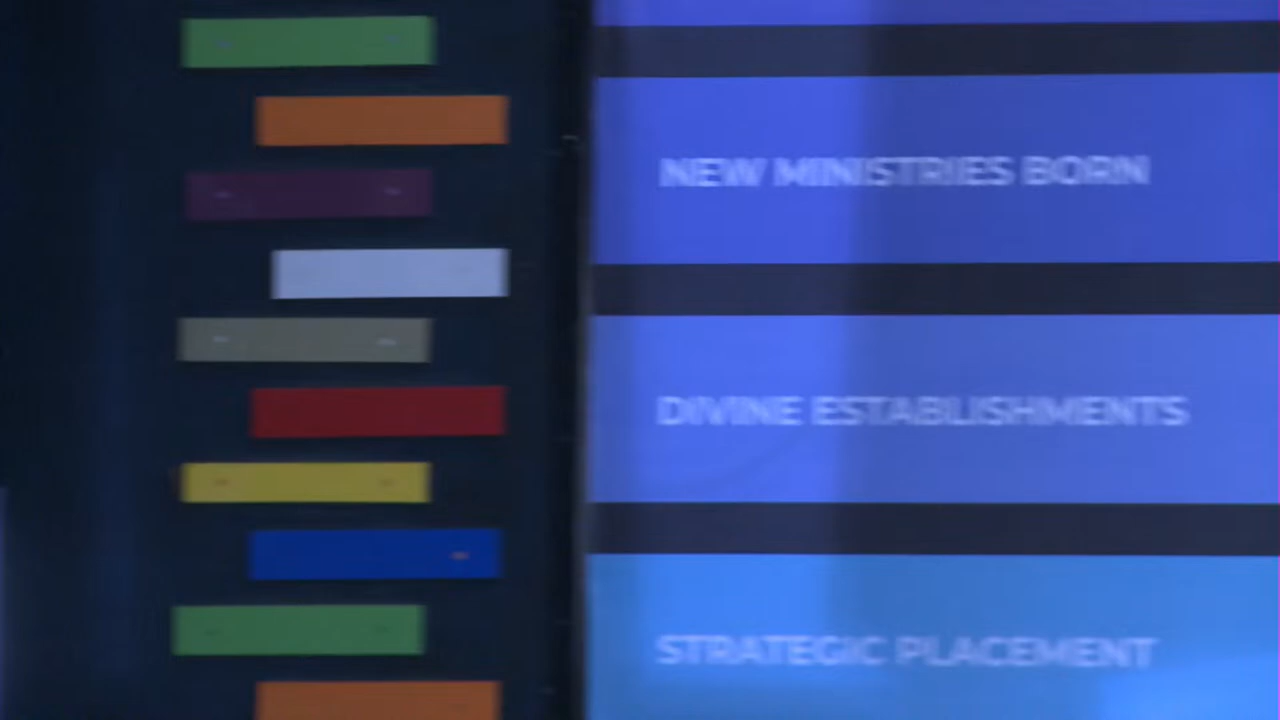 NEW MINISTRIES BORN
DIVINE ESTABLISHMENTS
STRATEGIC PLACEMENT